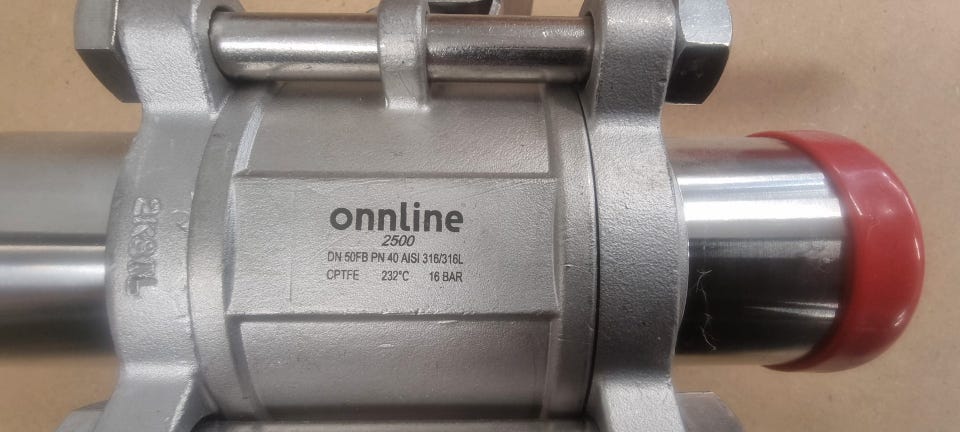 onnline
2500
DN 50FB PN 40 AISI 316/316L
CPTFE 232°C 16 BAR